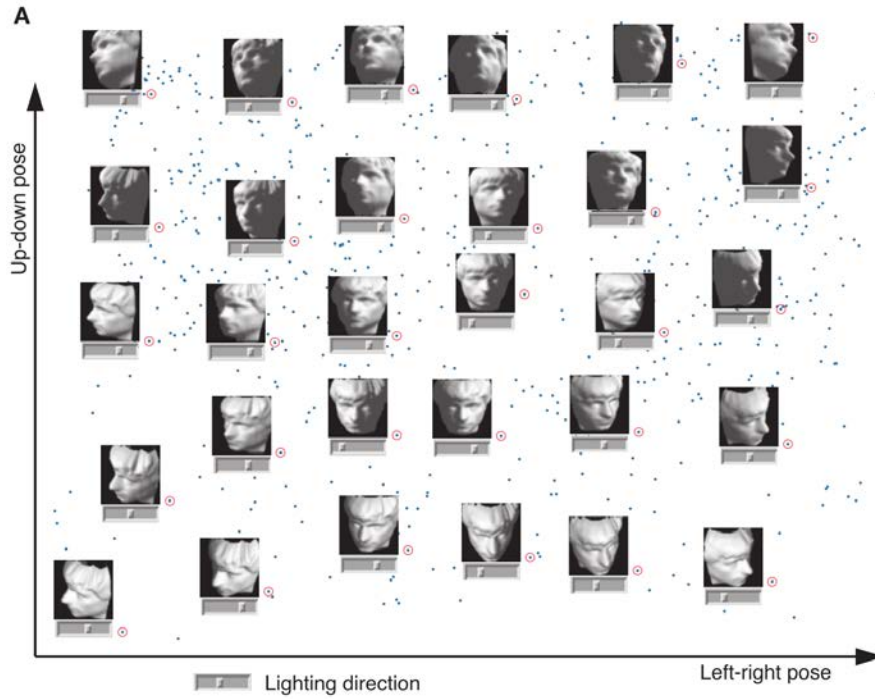 A
Up-down pose
Lighting direction
Left-right pose